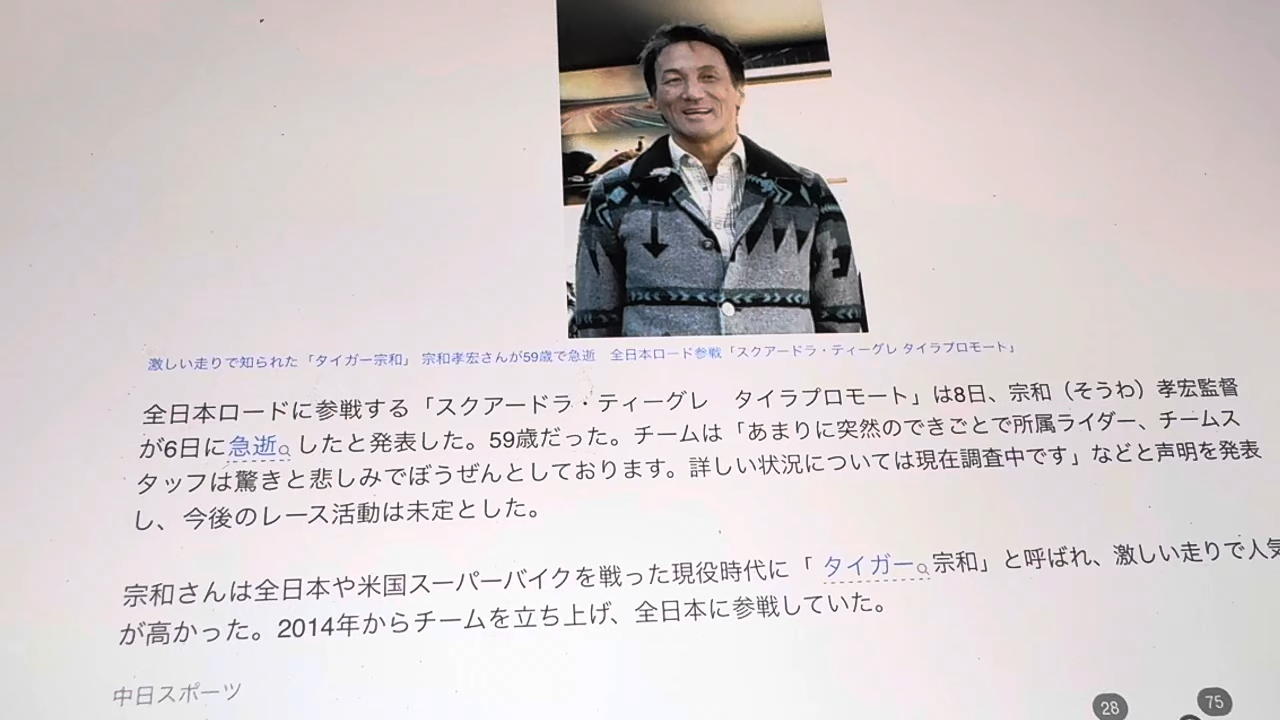 激しい走りで知られた「タイガー宗和」 宗和孝宏さんが59歳で急逝　全日本ロード参戦「スクアードラ・ティーグレ タイラプロモート」
全日本ロードに参戦する「スクアードラ・ティーグレ　タイラプロモート」は8日、宗和（そうわ）孝宏監督
が6日に急逝したと発表した。59歳だった。チームは「あまりに突然のできごとで所属ライダー、チームス
タッフは驚きと悲しみでぼうぜんとしております。詳しい状況については現在調査中です」などと声明を発表
し、今後のレース活動は未定とした。
宗和さんは全日本や米国スーパーバイクを戦った現役時代に「タイガー宗和」と呼ばれ、激しい走りで人気
が高かった。2014年からチームを立ち上げ、全日本に参戦していた。
中日スポーツ
28
75